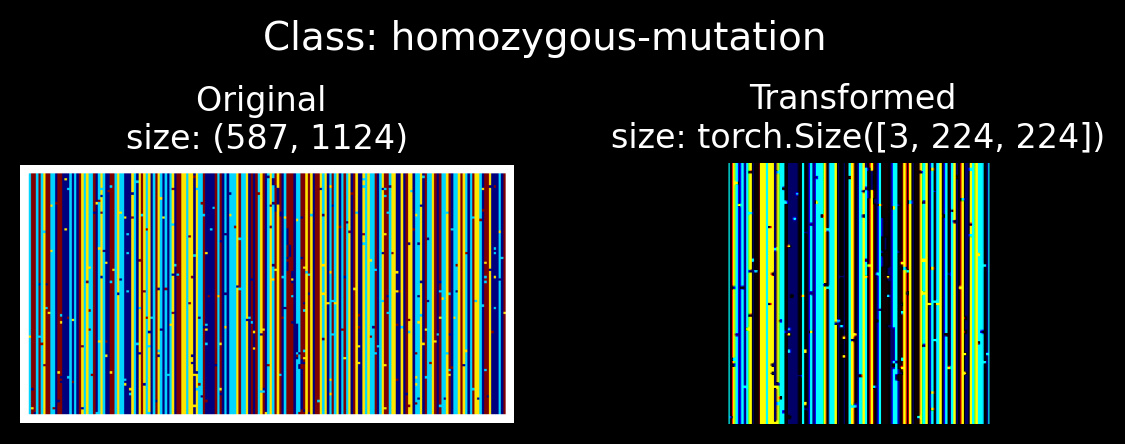 Class: homozygous-mutation
Original
size: (587, 1124)
Transformed
size: torch.Size([3, 224, 224])